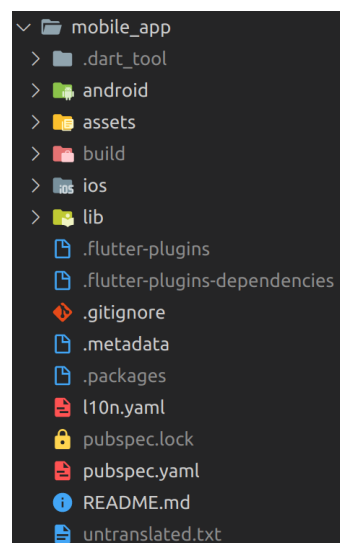 mobile_app
.dart_tool
android
assets
build
iOS ios
lib
.flutter-plugins
.flutter-plugins-dependencies
.gitignore
.metadata
.packages
l10n.yaml
pubspec.lock
pubspec.yaml
README.md
untranslated.txt